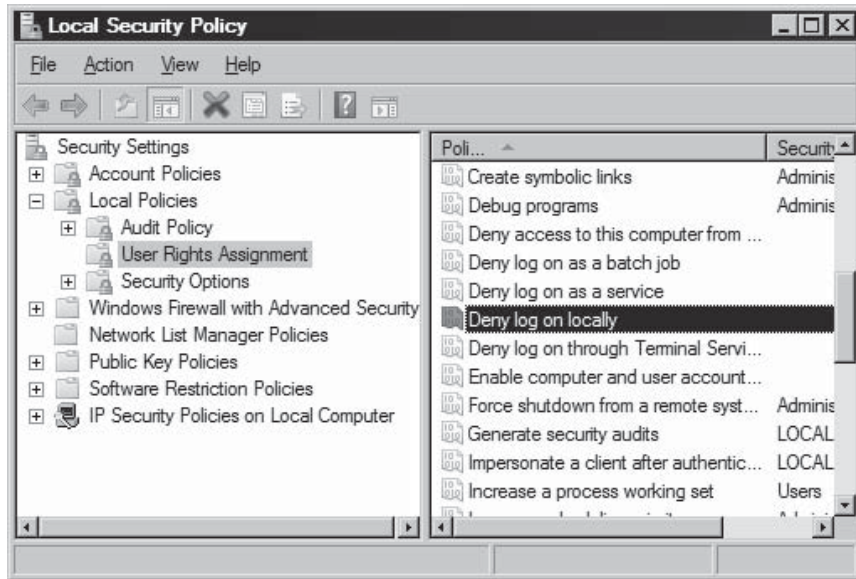 Local Security Policy
File Action View Help
Security Settings
Account Policies
Local Policies
Audit Policy
User Rights Assignment
Security Options
Windows Firewall with Advanced Security
Network List Manager Policies
Public Key Policies
Software Restriction Policies
IP Security Policies on Local Computer
Poli... Security
Create symbolic links Adminis
Debug programs Adminis
Deny access to this computer from ...
Deny log on as a batch job
Deny log on as a service
Deny log on locally
Deny log on through Terminal Servi...
Enable computer and user account...
Force shutdown from a remote syst... Adminis
Generate security audits LOCAL
Impersonate a client after authentic... LOCAL
Increase a process working set Users